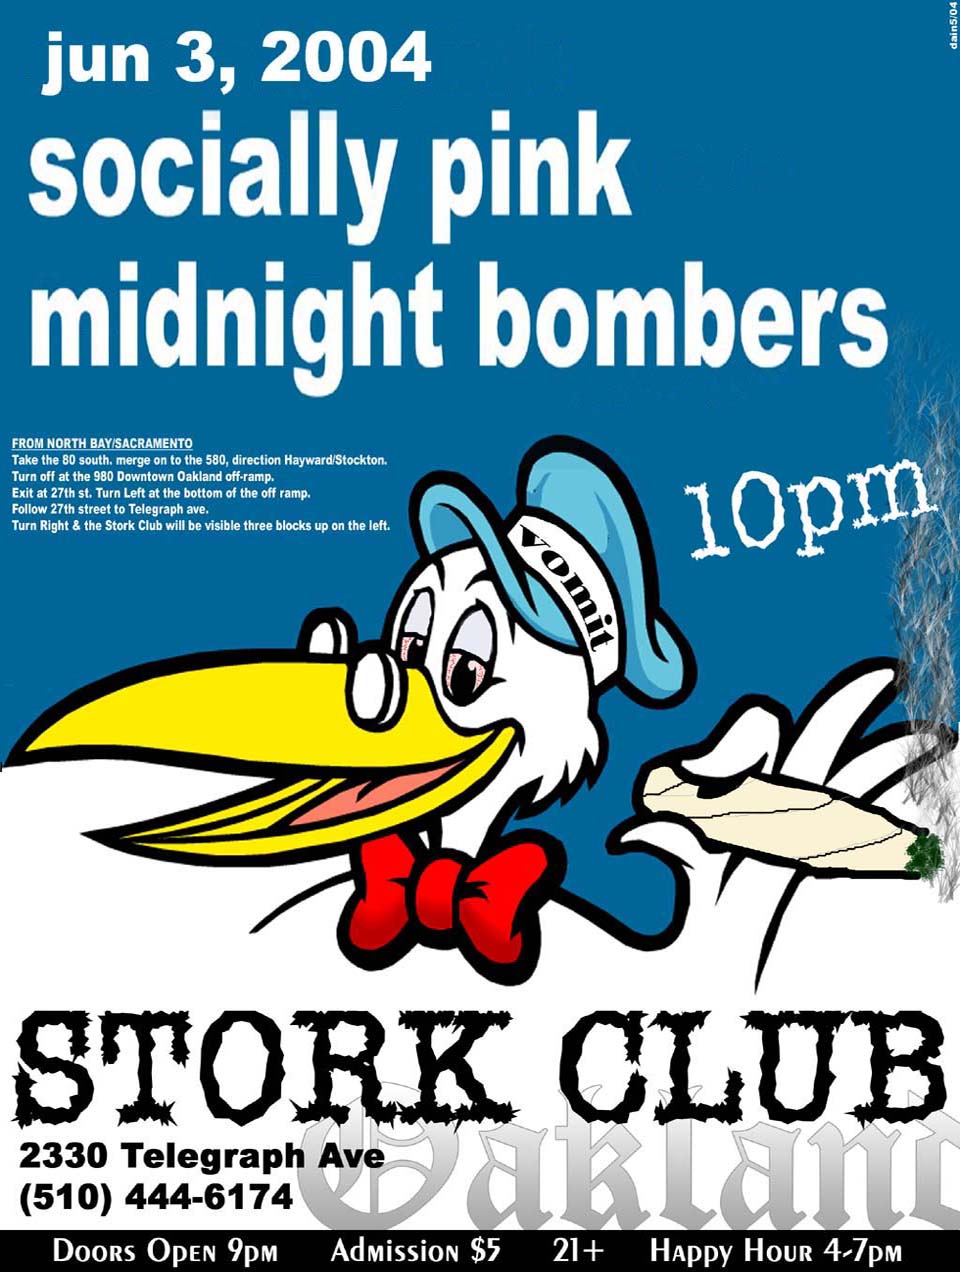 dain5/04
jun 3, 2004
socially pink
midnight bombers
FROM NORTH BAY/SACRAMENTO
Take the 80 south. merge on to the 580, direction Hayward/Stockton.
Turn off at the 980 Downtown Oakland off-ramp.
Exit at 27th st. Turn Left at the bottom of the off ramp.
Follow 27th street to Telegraph ave.
Turn Right & the Stork Club will be visible three blocks up on the left.
10pm
vomit
STORK CLUB
Oakland
2330 Telegraph Ave
(510) 444-6174
Doors Open 9pm Admission $5 21+ Happy Hour 4-7pm